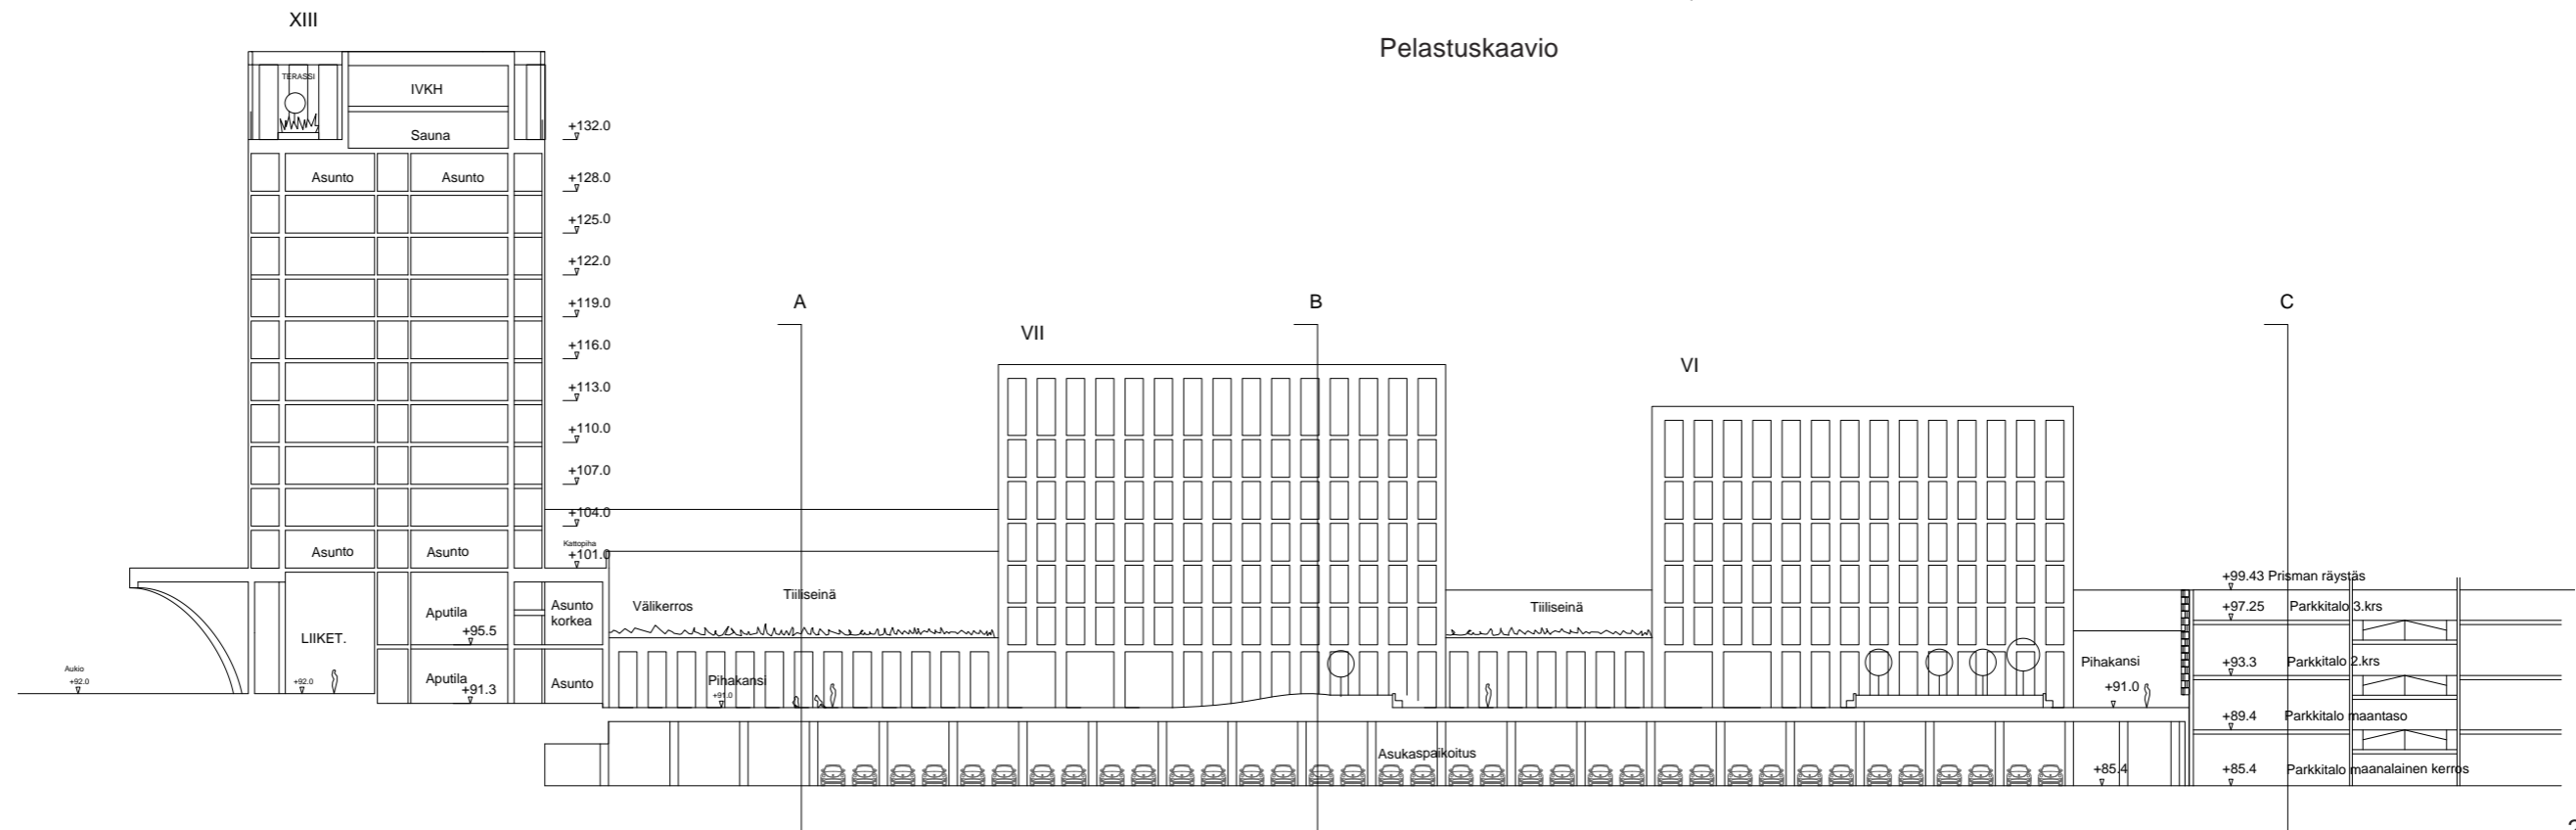 XIII
Pelastuskaavio
TERASSI
IVKH
Sauna
+132.0
Asunto
Asunto
+128.0
+125.0
+122.0
+119.0
A
B
C
VII
+116.0
VI
+113.0
+110.0
+107.0
+104.0
Kattopiha
Asunto
Asunto
+101.0
+99.43 Prisman räystäs
Tiiliseinä
Välikerros
Tiiliseinä
Asunto
korkea
+97.25 Parkkitalo 3.krs
Aputila
+95.5
LIIKET.
Aukio
+92.0
+92.0
Aputila
+91.3
Asunto
Pihakansi
+91.0
Pihakansi
+91.0
+93.3 Parkkitalo 2.krs
+89.4 Parkkitalo maantaso
Asukaspaikoitus
+85.4
+85.4 Parkkitalo maanalainen kerros